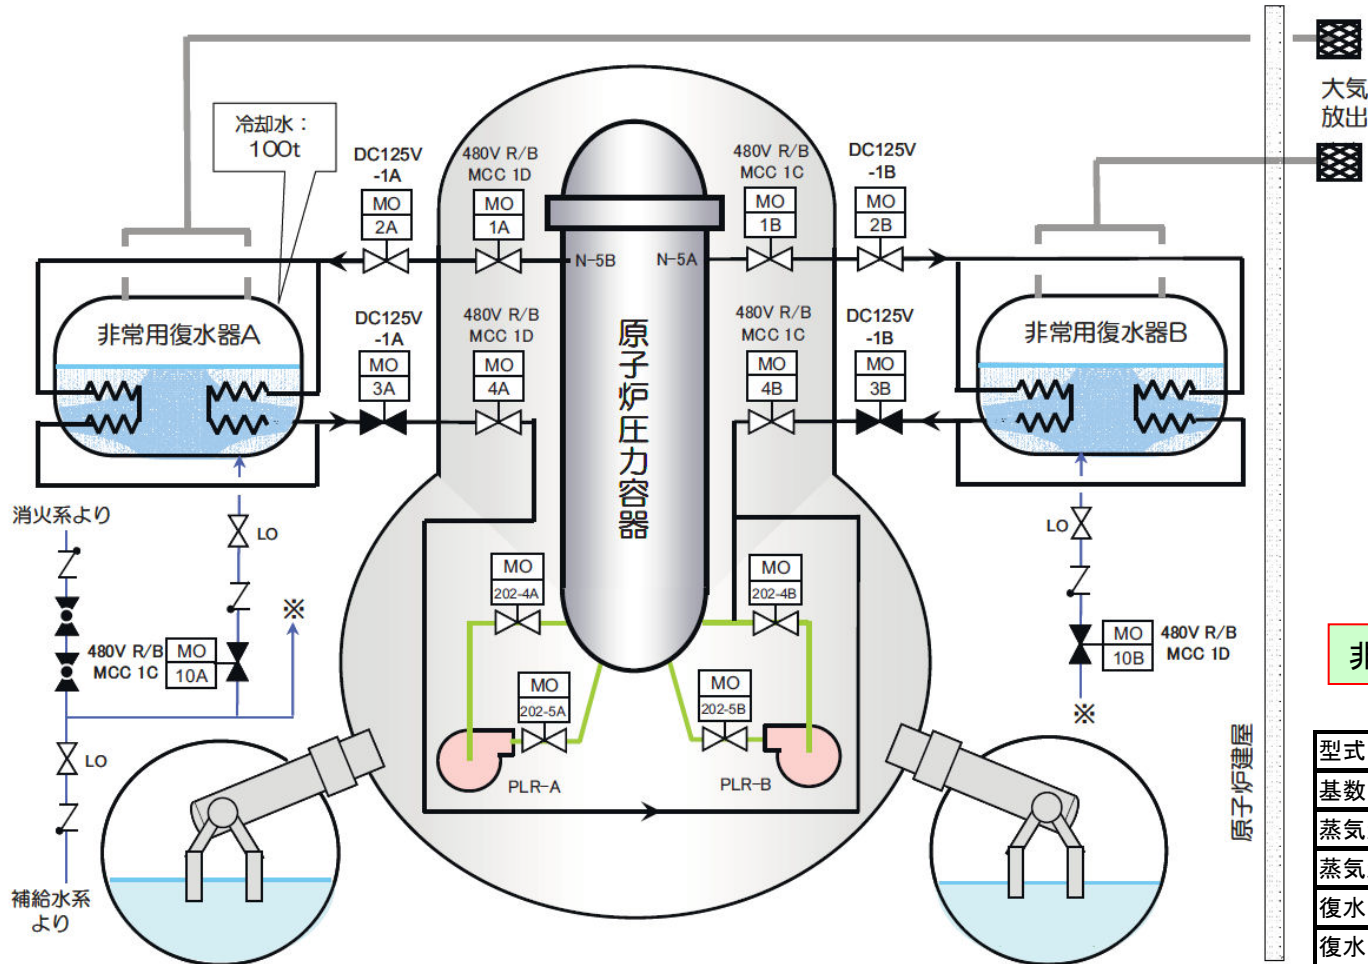 大気
放出
冷却水：
100t
DC125V
-1A
480V R/B
MCC 1D
480V R/B
MCC 1C
DC125V
-1B
MO
2A
MO
1A
MO
1B
MO
2B
N-5B
N-5A
非常用復水器A
非常用復水器B
DC125V
-1A
480V R/B
MCC 1D
480V R/B
MCC 1C
DC125V
-1B
MO
3A
MO
4A
MO
4B
MO
3B
原子炉圧力容器
消火系より
LO
LO
MO
202-4A
MO
202-4B
※
480V R/B
MCC 1C
MO
10A
MO
10B
480V R/B
MCC 1D
非
MO
202-5A
MO
202-5B
※
LO
PLR-A
PLR-B
原子炉建屋
補給水系
より
型式
基数
蒸気
蒸気
復水
復水